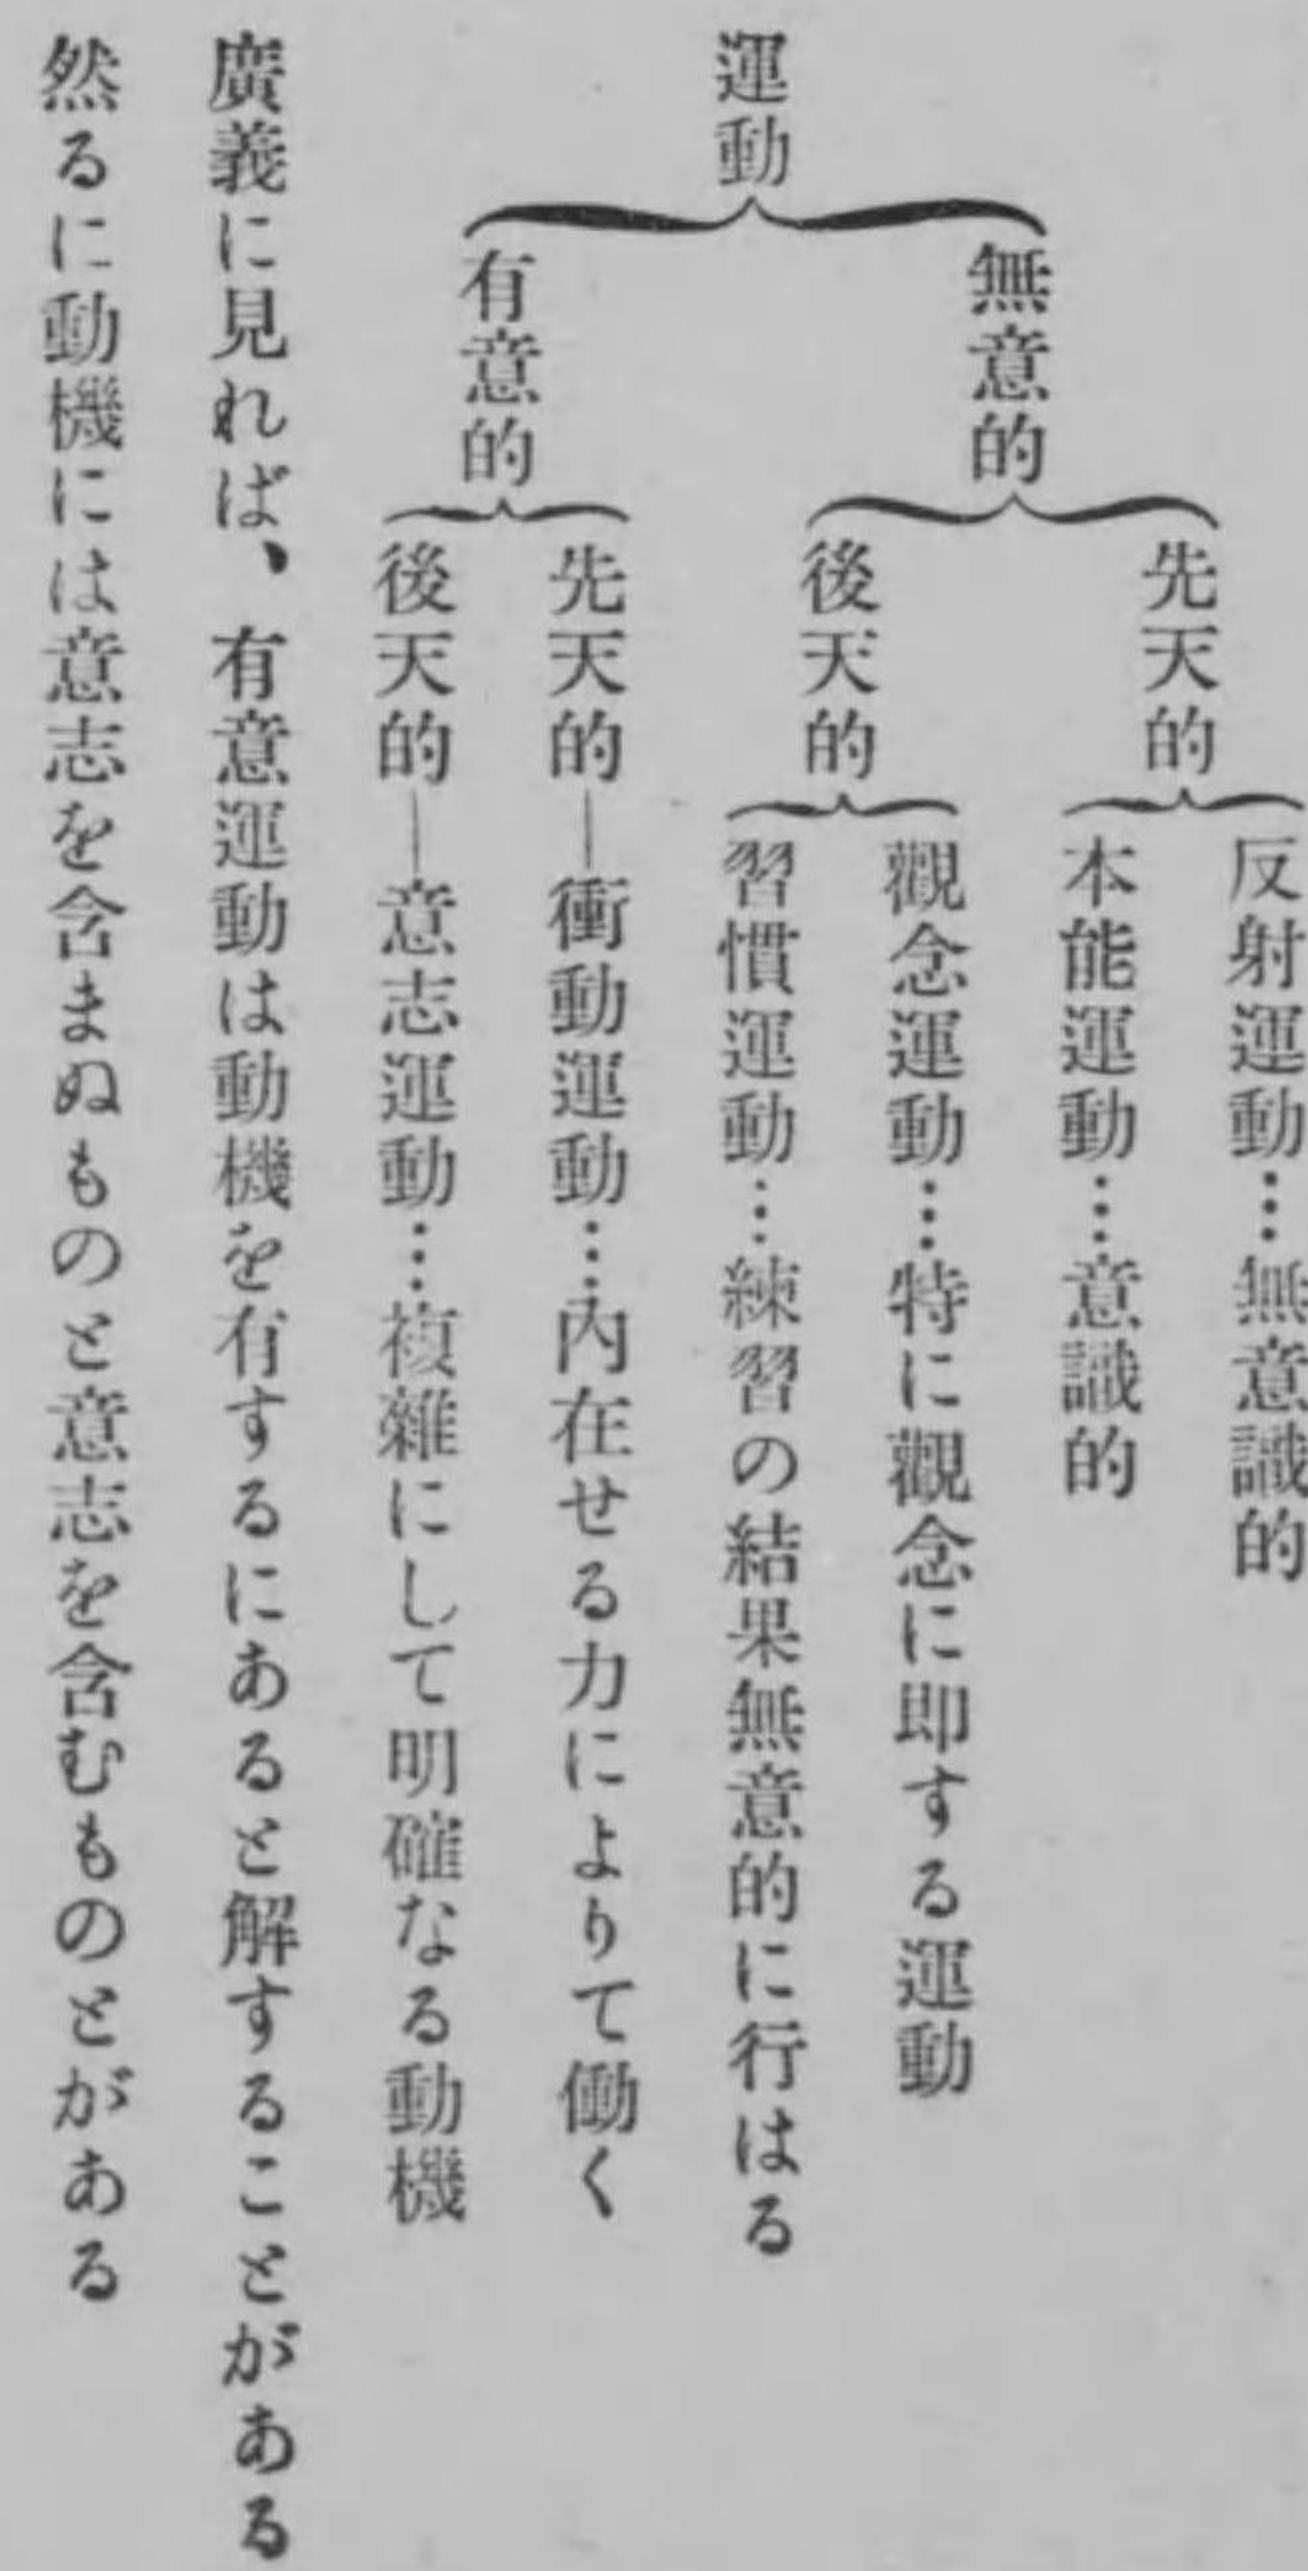 運動
無意的
先天的
反射運動…無意識的
本能運動…意識的
後天的
觀念運動…特に觀念に即する運動
習慣運動…練習の結果無意的に行はる
有意的
先天的―衝動運動…內在せる力によりて働く
後天的―意志運動…複雜にして明確なる動機
廣義に見れば、有意運動は動機を有するにあると解することがある
然るに動機には意志を含まぬものと意志を含むものとがある